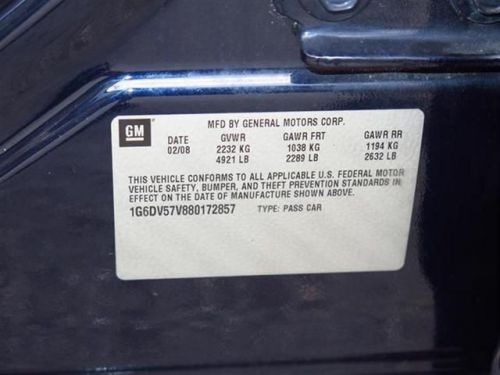 GM
MFD BY GENERAL MOTORS CORP.
DATE GVWR GAWR FRT GAWR RR
02/08 2232 KG 1038 KG 1194 KG
4921 LB 2289 LB 2632 LB
THIS VEHICLE CONFORMS TO ALL APPLICABLE U.S. FEDERAL MOTOR
VEHICLE SAFETY, BUMPER, AND THEFT PREVENTION STANDARDS IN
EFFECT ON THE DATE OF MANUFACTURE SHOWN ABOVE.
1G6DV57V880172857 TYPE: PASS CAR